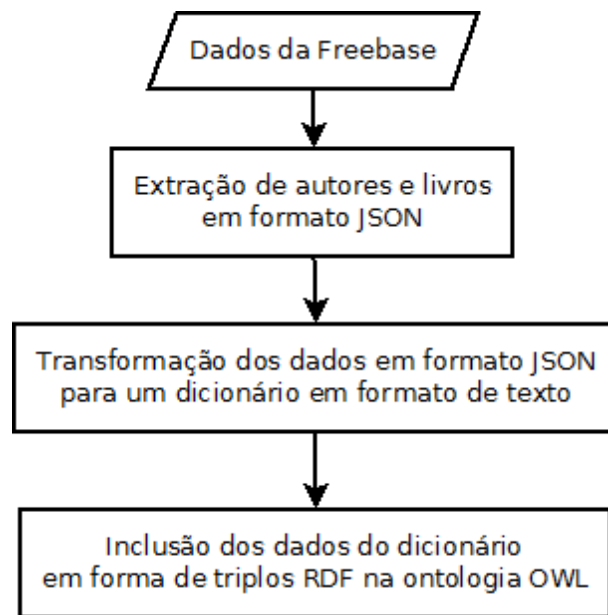 Dados da Freebase
Extração de autores e livros
em formato JSON
Transformação dos dados em formato JSON
para um dicionário em formato de texto
Inclusão dos dados do dicionário
em forma de triplos RDF na ontologia OWL